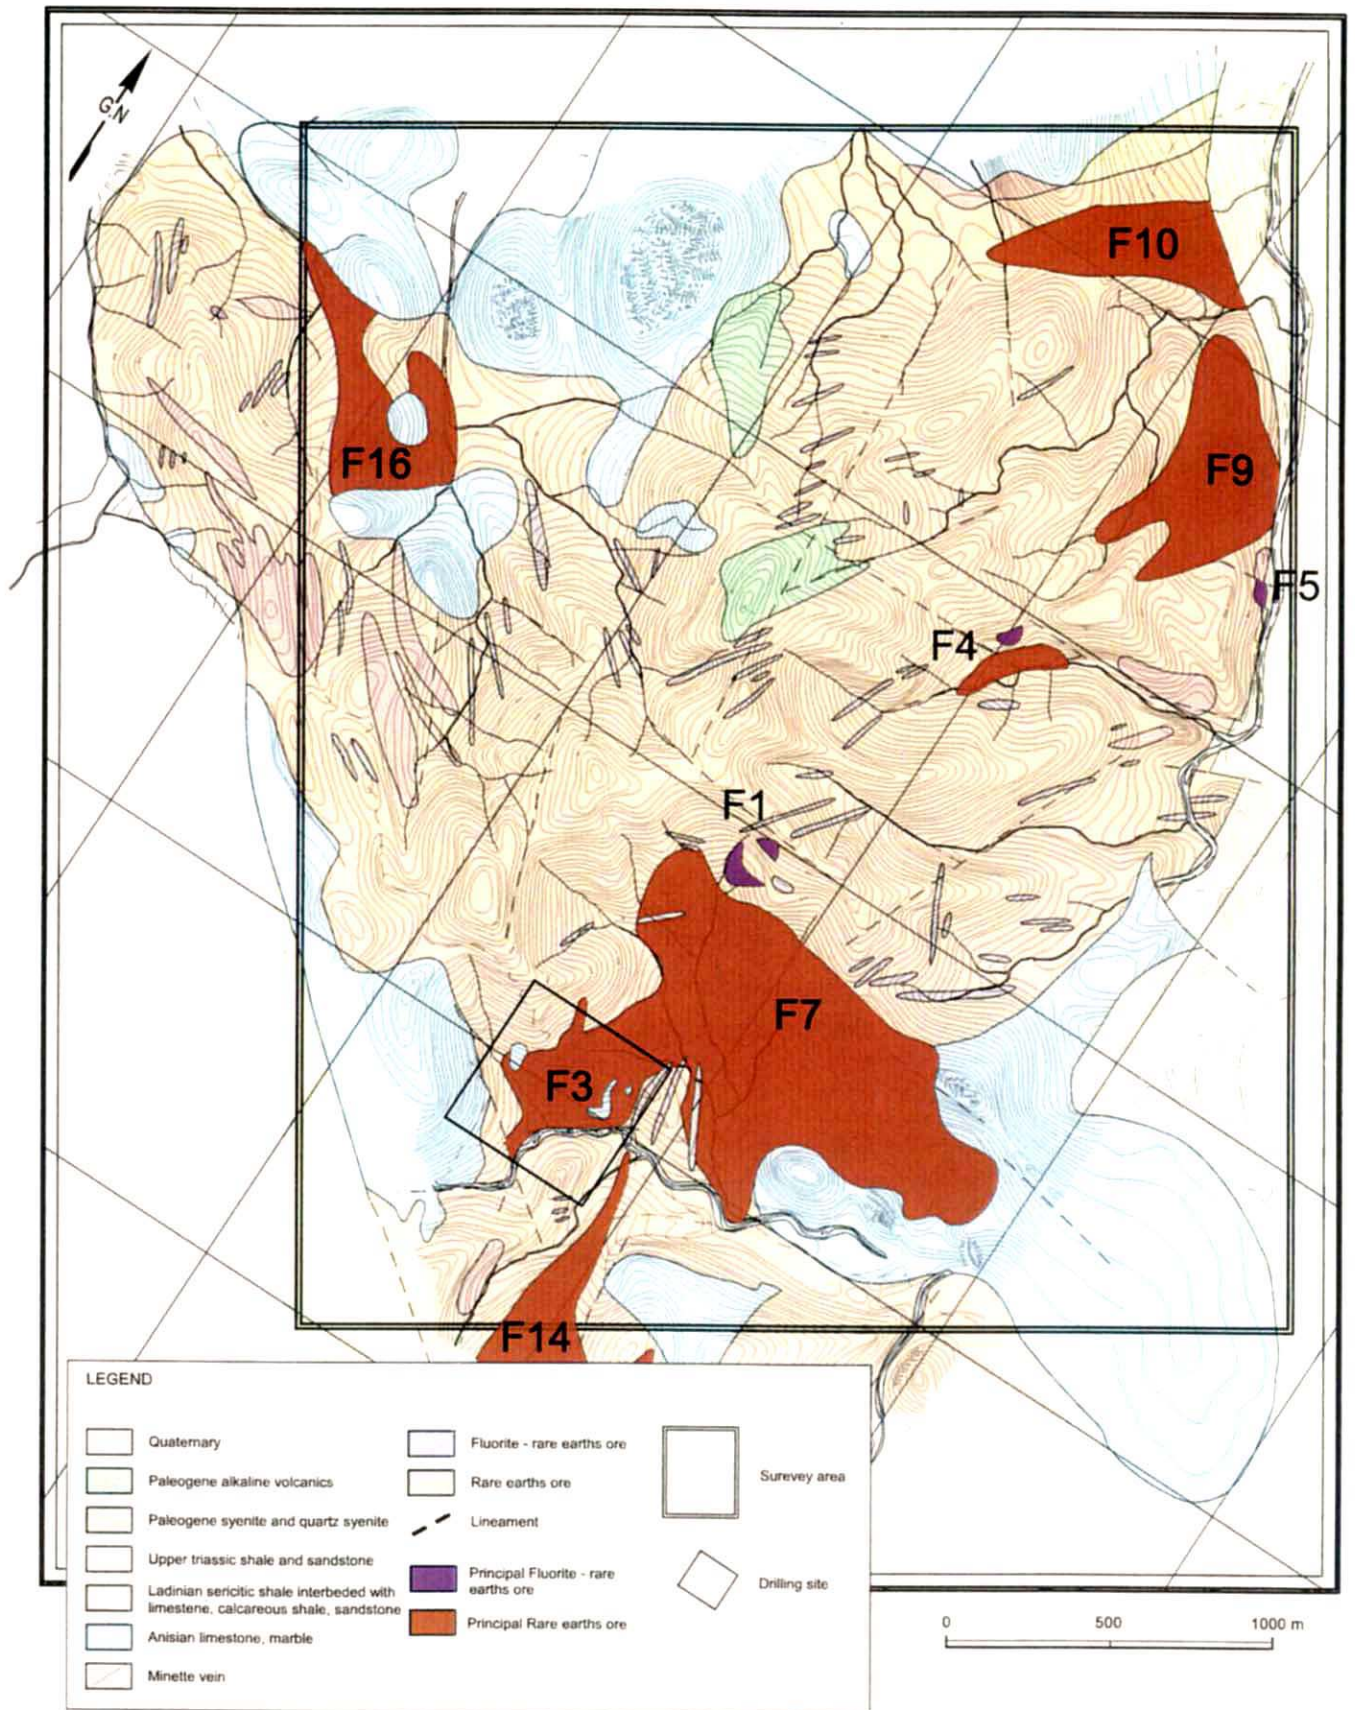 G.N
F10
F16
F9
F5
F4
F1
F7
F3
F14
LEGEND
Quaternary
Paleogene alkaline volcanics
Paleogene syenite and quartz syenite
Upper triassic shale and sandstone
Ladinian sericitic shale interbeded with
limestene, calcareous shale, sandstone
Anisian limestone, marble
Minette vein
Fluorite - rare earths ore
Rare earths ore
Lineament
Principal Fluorite - rare
earths ore
Principal Rare earths ore
Surevey area
Drilling site
0 500 1000 m